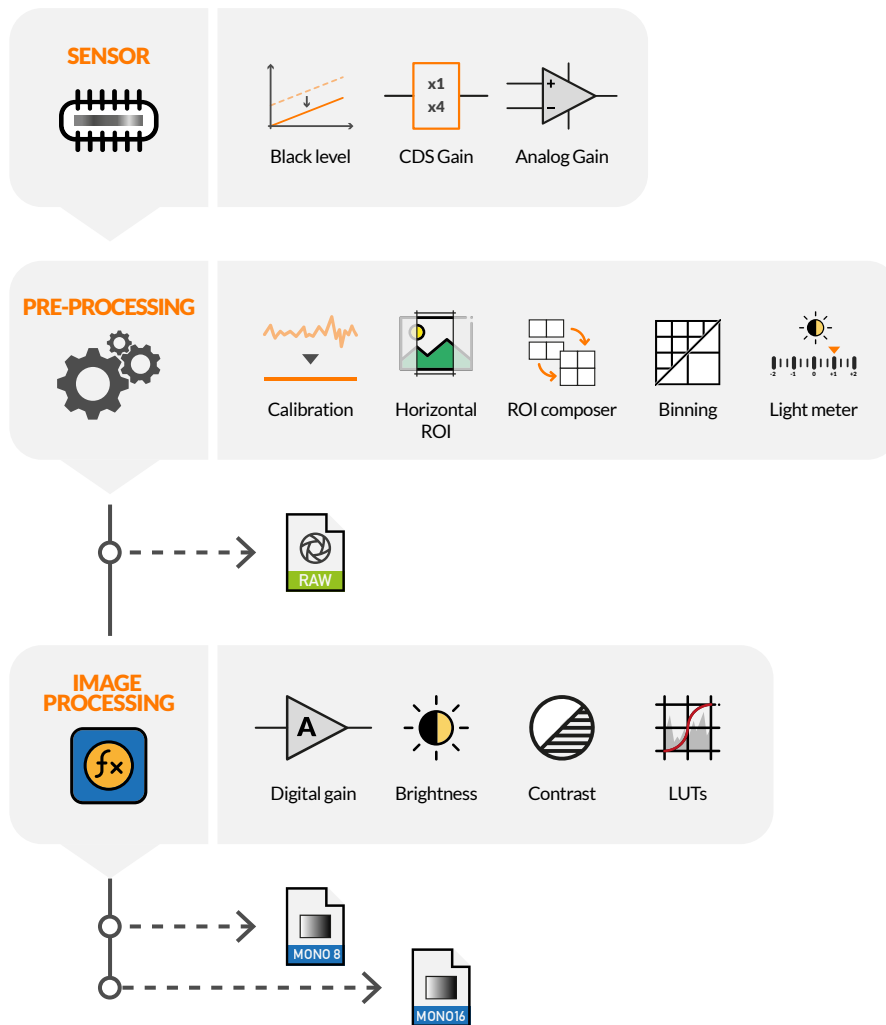 SENSOR
x1
x4
+
−
Black level
CDS Gain
Analog Gain
PRE-PROCESSING
-2 -1 0 +1 +2
Calibration
Horizontal
ROI
ROI composer
Binning
Light meter
RAW
IMAGE
PROCESSING
fx
A
Digital gain
Brightness
Contrast
LUTs
MONO 8
MONO16